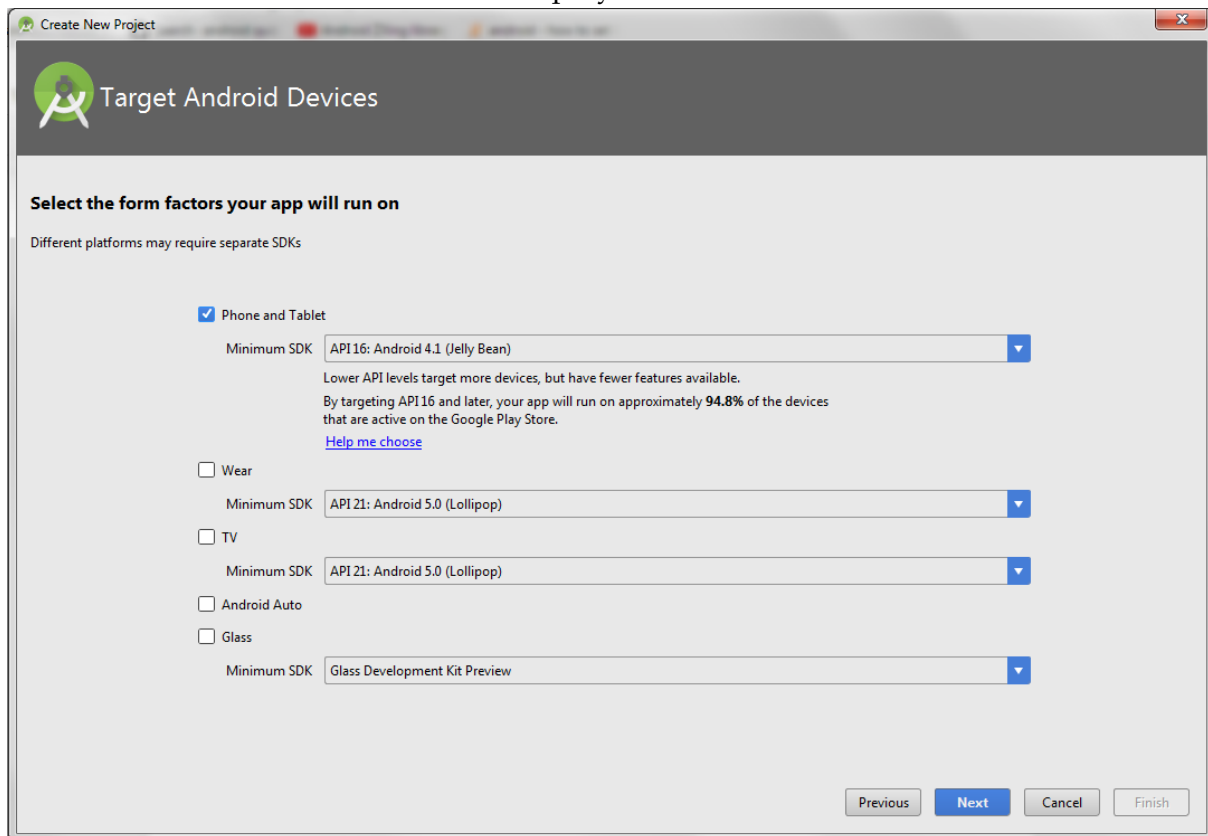 Create New Project
Target Android Devices
Select the form factors your app will run on
Different platforms may require separate SDKs
Phone and Tablet
Minimum SDK API 16: Android 4.1 (Jelly Bean)
Lower API levels target more devices, but have fewer features available.
By targeting API 16 and later, your app will run on approximately 94.8% of the devices
that are active on the Google Play Store.
Help me choose
Wear
Minimum SDK API 21: Android 5.0 (Lollipop)
TV
Minimum SDK API 21: Android 5.0 (Lollipop)
Android Auto
Glass
Minimum SDK Glass Development Kit Preview
Previous Next Cancel Finish